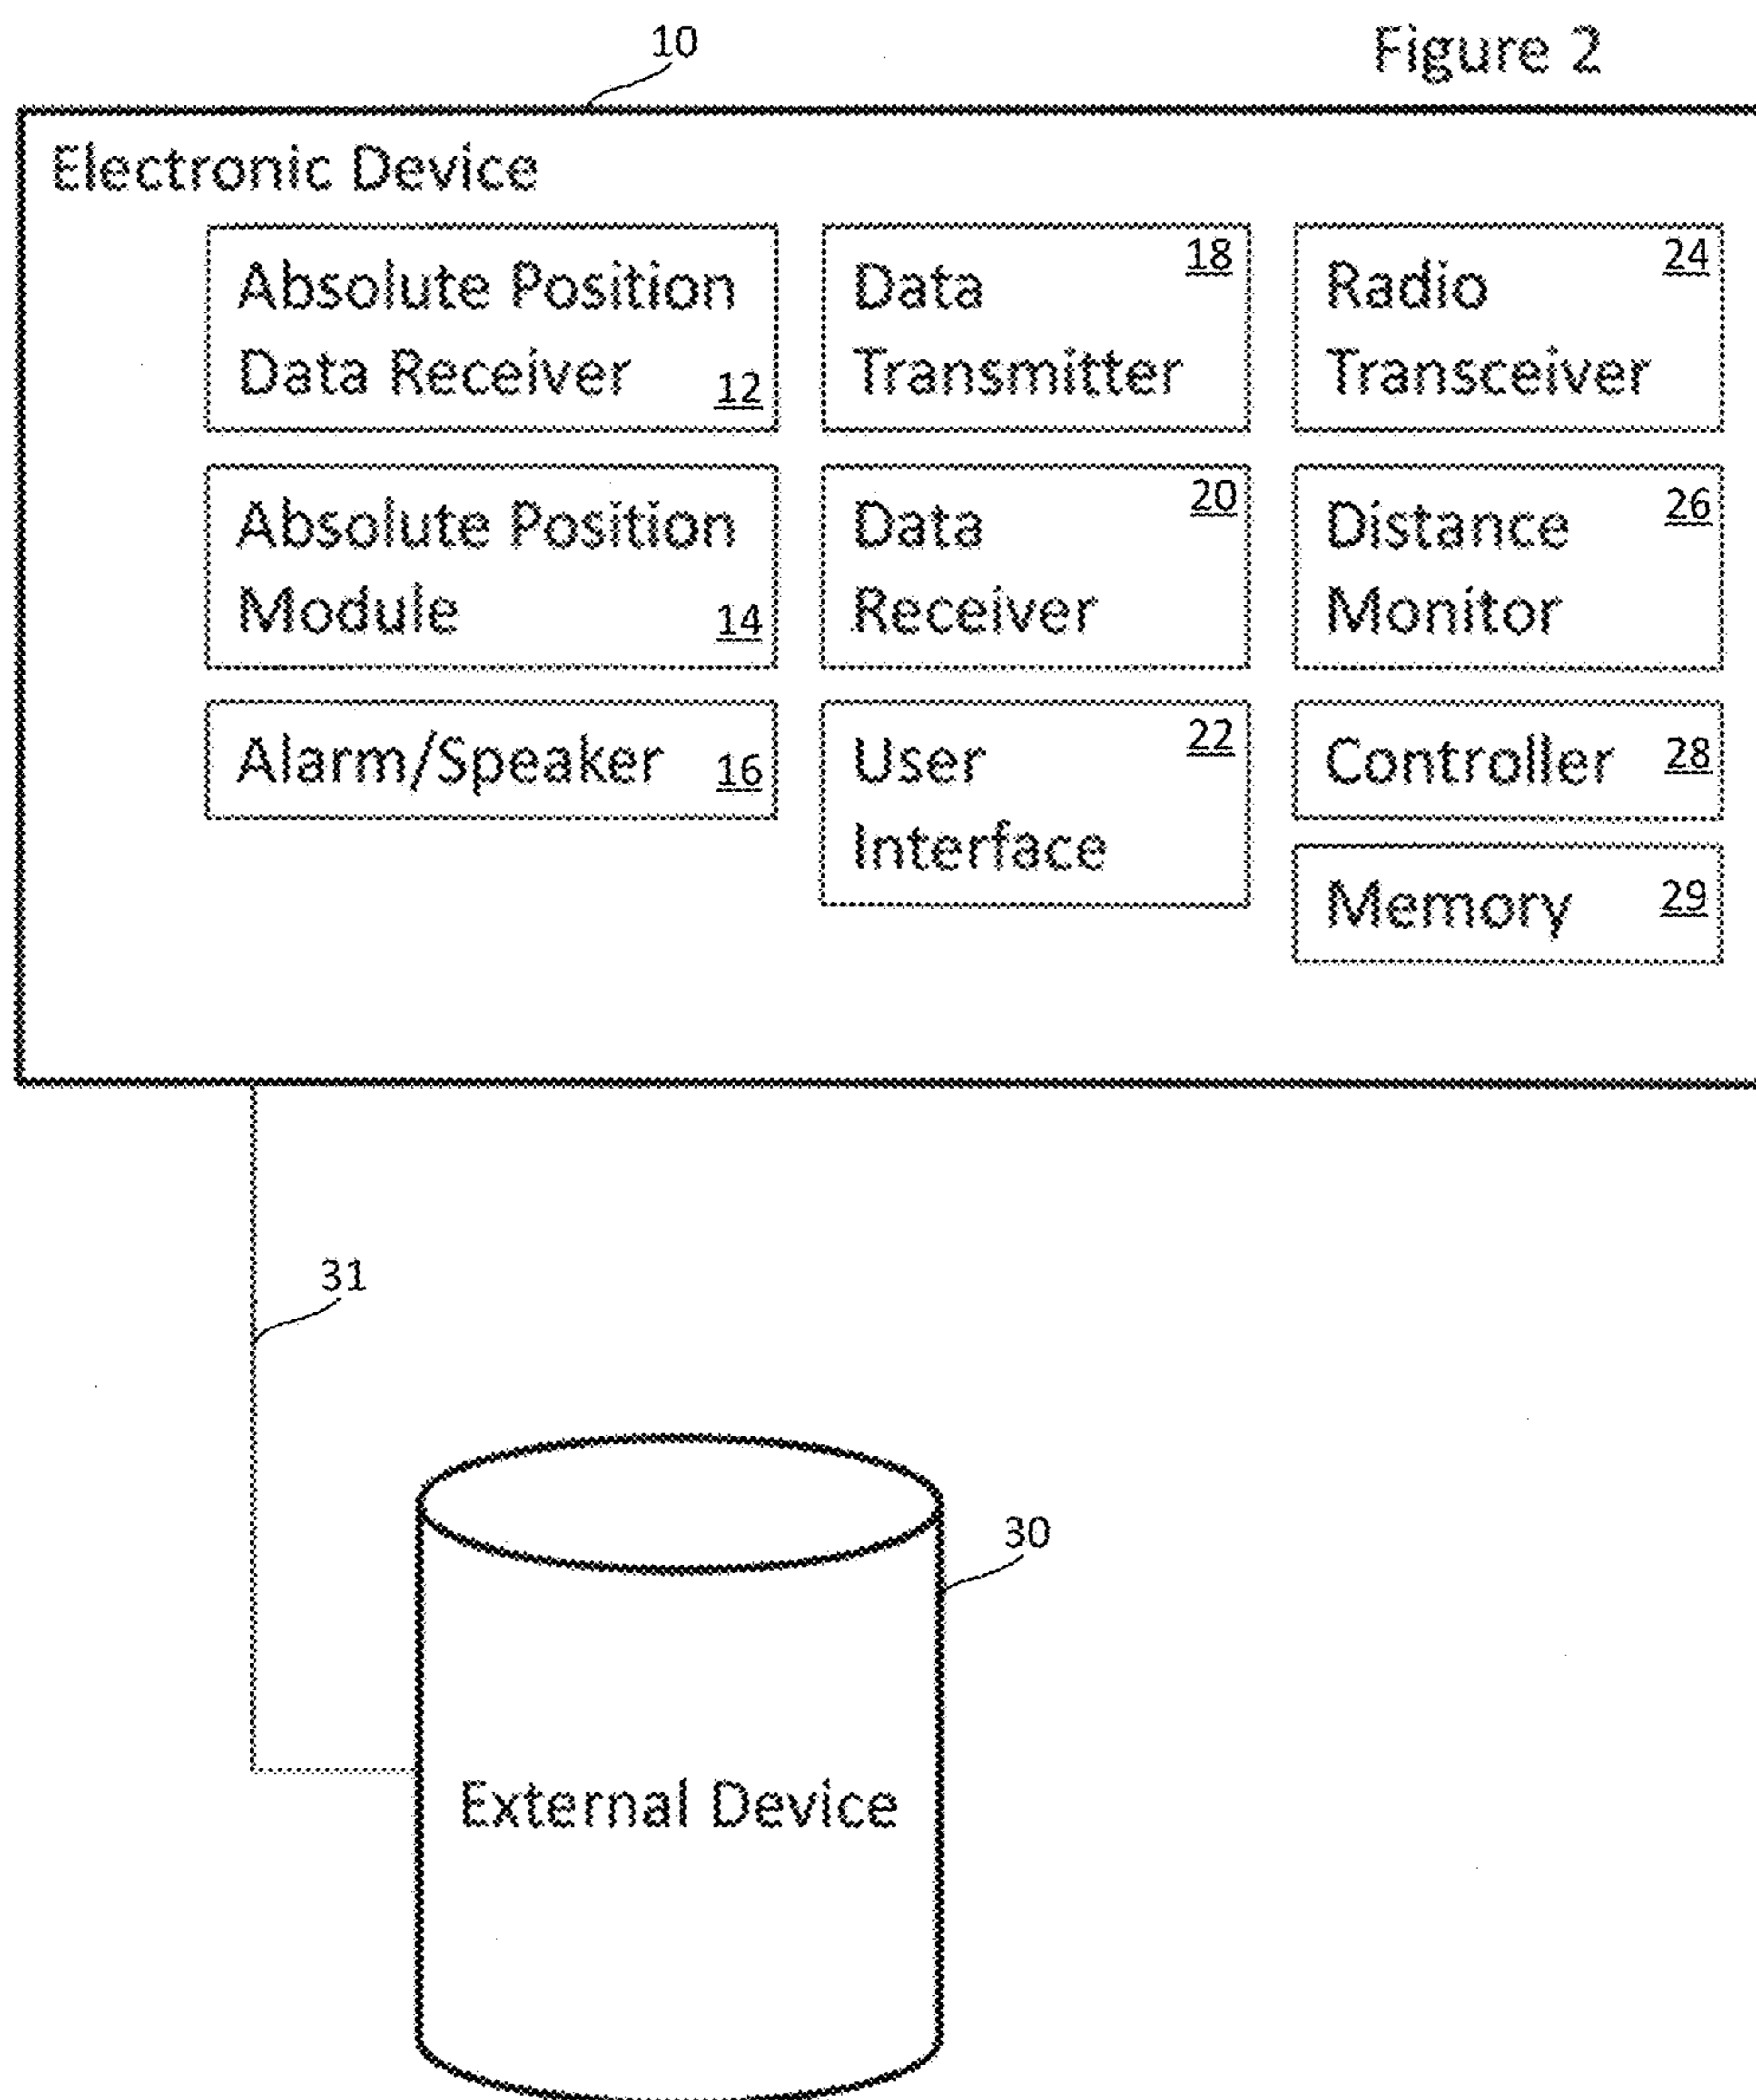 10
Figure 2
Electronic Device
Absolute Position
Data Receiver 12
Data 18
Transmitter
Radio 24
Transceiver
Absolute Position
Module 14
Data 20
Receiver
Distance 26
Monitor
Alarm/Speaker 16
User 22
Interface
Controller 28
Memory 29
31
30
External Device